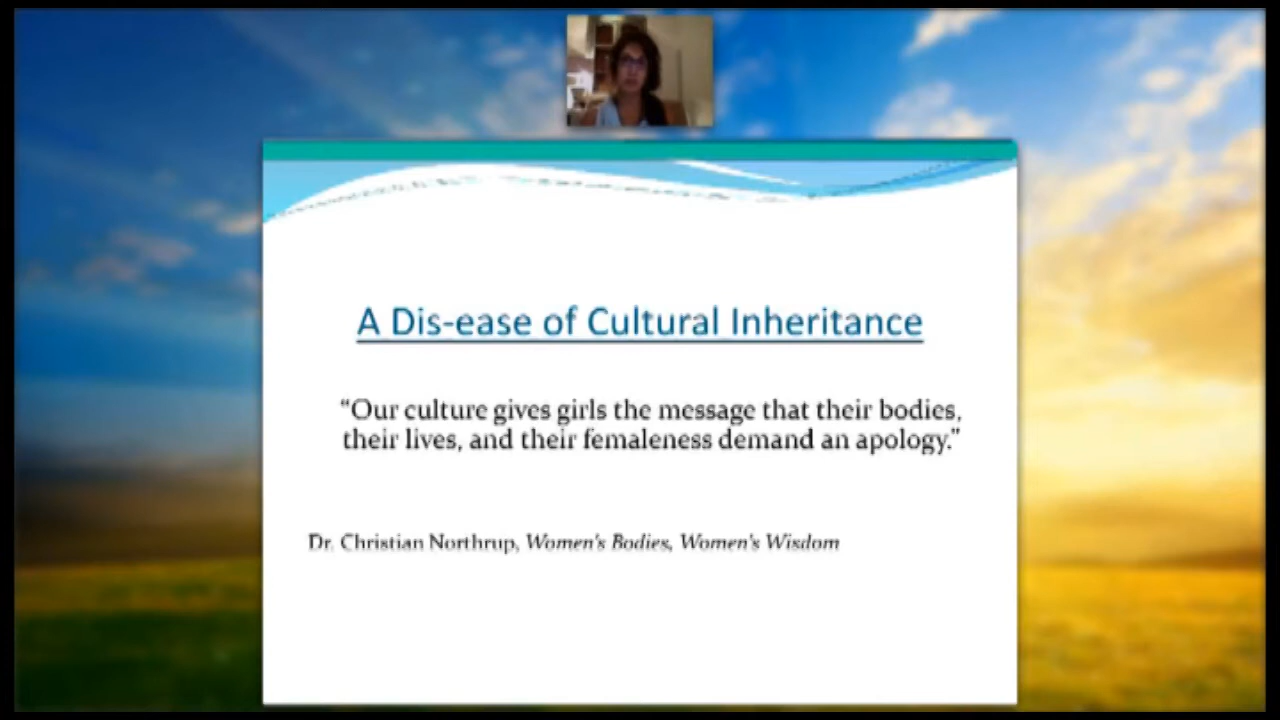 A Dis-ease of Cultural Inheritance
“Our culture gives girls the message that their bodies,
their lives, and their femaleness demand an apology.”
Dr. Christian Northrup, Women's Bodies, Women's Wisdom